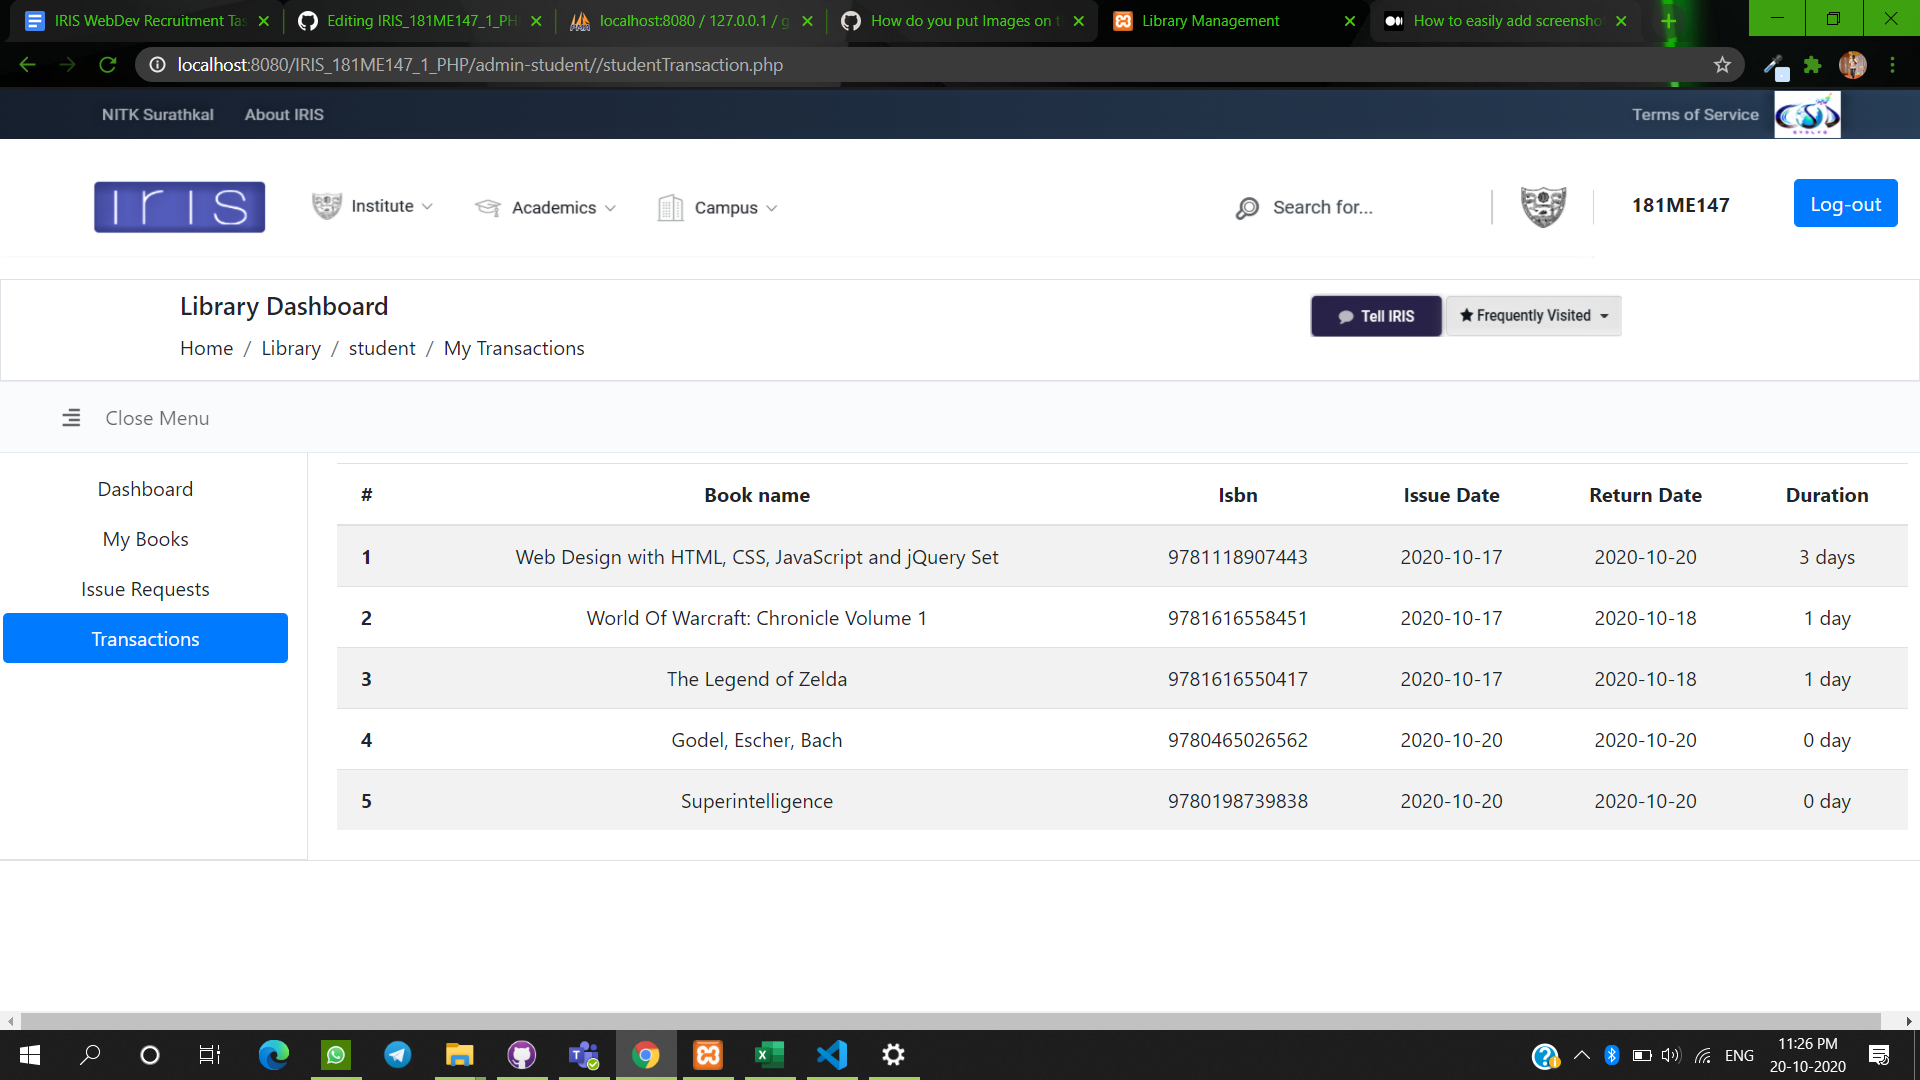 IRIS WebDev Recruitment Tas
Editing IRIS_181ME147_1_PH
localhost:8080 / 127.0.0.1 / g
How do you put Images on t
Library Management
How to easily add screensho
localhost:8080/IRIS_181ME147_1_PHP/admin-student//studentTransaction.php
NITK Surathkal About IRIS Terms of Service
IRIS Institute Academics Campus Search for... 181ME147 Log-out
Library Dashboard
Tell IRIS Frequently Visited
Home / Library / student / My Transactions
Close Menu
Dashboard
My Books
Issue Requests
Transactions
# Book name Isbn Issue Date Return Date Duration
1 Web Design with HTML, CSS, JavaScript and jQuery Set 9781118907443 2020-10-17 2020-10-20 3 days
2 World Of Warcraft: Chronicle Volume 1 9781616558451 2020-10-17 2020-10-18 1 day
3 The Legend of Zelda 9781616550417 2020-10-17 2020-10-18 1 day
4 Godel, Escher, Bach 9780465026562 2020-10-20 2020-10-20 0 day
5 Superintelligence 9780198739838 2020-10-20 2020-10-20 0 day
ENG
11:26 PM
20-10-2020